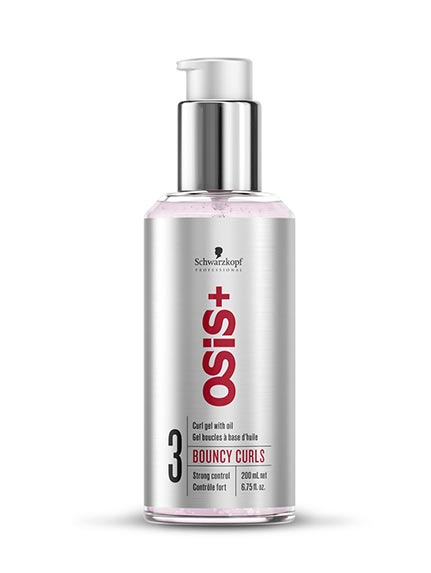 Schwarzkopf
PROFESSIONAL
OSiS+
Curl gel with oil
Gel boucles à base d'huile
3 BOUNCY CURLS
Strong control 200 mL net
Contrôle fort 6.75 fl. oz.